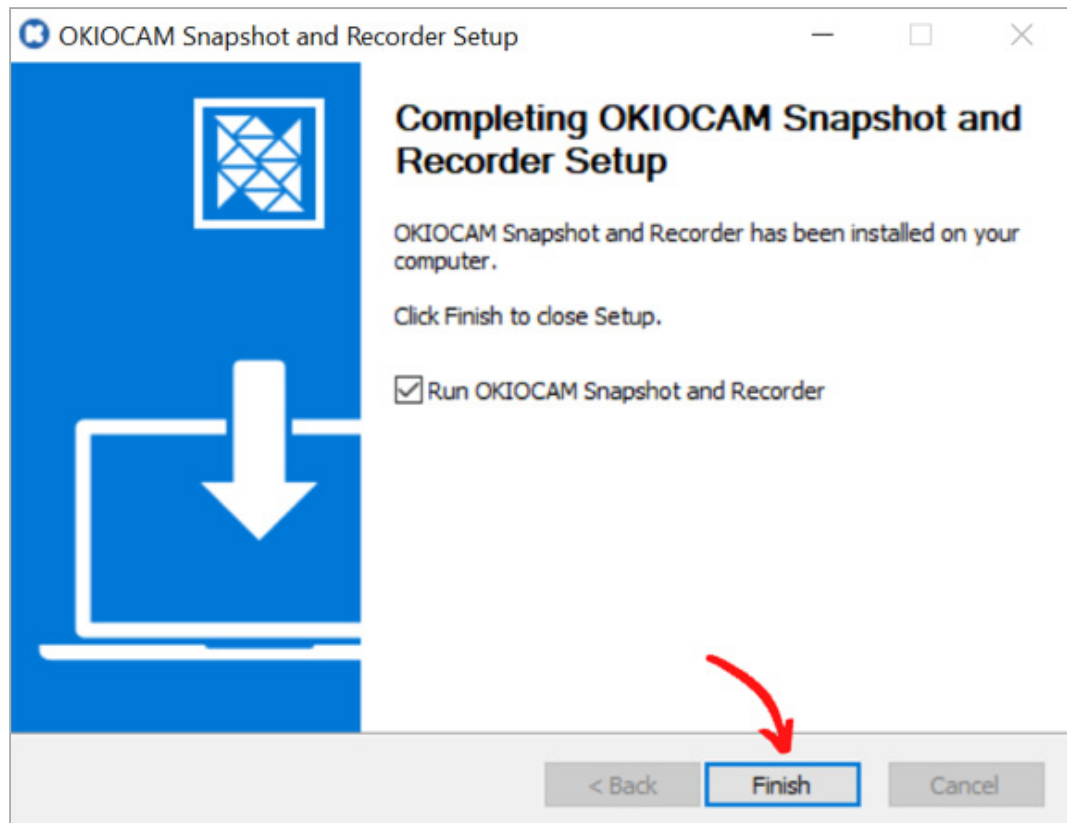 OKIOCAM Snapshot and Recorder Setup
Completing OKIOCAM Snapshot and
Recorder Setup
OKIOCAM Snapshot and Recorder has been installed on your
computer.
Click Finish to close Setup.
Run OKIOCAM Snapshot and Recorder
< Back
Finish
Cancel